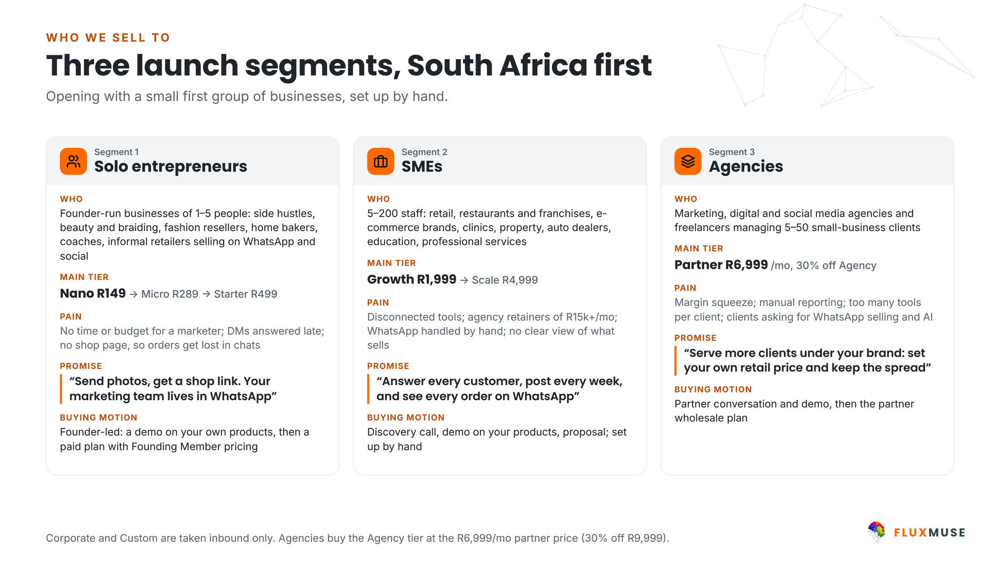 WHO WE SELL TO
Three launch segments, South Africa first
Opening with a small first group of businesses, set up by hand.
Segment 1
Solo entrepreneurs
WHO
Founder-run businesses of 1–5 people: side hustles,
beauty and braiding, fashion resellers, home bakers,
coaches, informal retailers selling on WhatsApp and
social
MAIN TIER
Nano R149 → Micro R289 → Starter R499
PAIN
No time or budget for a marketer; DMs answered late;
no shop page, so orders get lost in chats
PROMISE
“Send photos, get a shop link. Your
marketing team lives in WhatsApp”
BUYING MOTION
Founder-led: a demo on your own products, then a
paid plan with Founding Member pricing
Segment 2
SMEs
WHO
5–200 staff: retail, restaurants and franchises, e-
commerce brands, clinics, property, auto dealers,
education, professional services
MAIN TIER
Growth R1,999 → Scale R4,999
PAIN
Disconnected tools; agency retainers of R15k+/mo;
WhatsApp handled by hand; no clear view of what
sells
PROMISE
“Answer every customer, post every week,
and see every order on WhatsApp”
BUYING MOTION
Discovery call, demo on your products, proposal; set
up by hand
Segment 3
Agencies
WHO
Marketing, digital and social media agencies and
freelancers managing 5–50 small-business clients
MAIN TIER
Partner R6,999 /mo, 30% off Agency
PAIN
Margin squeeze; manual reporting; too many tools
per client; clients asking for WhatsApp selling and AI
PROMISE
“Serve more clients under your brand: set
your own retail price and keep the spread”
BUYING MOTION
Partner conversation and demo, then the partner
wholesale plan
Corporate and Custom are taken inbound only. Agencies buy the Agency tier at the R6,999/mo partner price (30% off R9,999).
FLUXMUSE